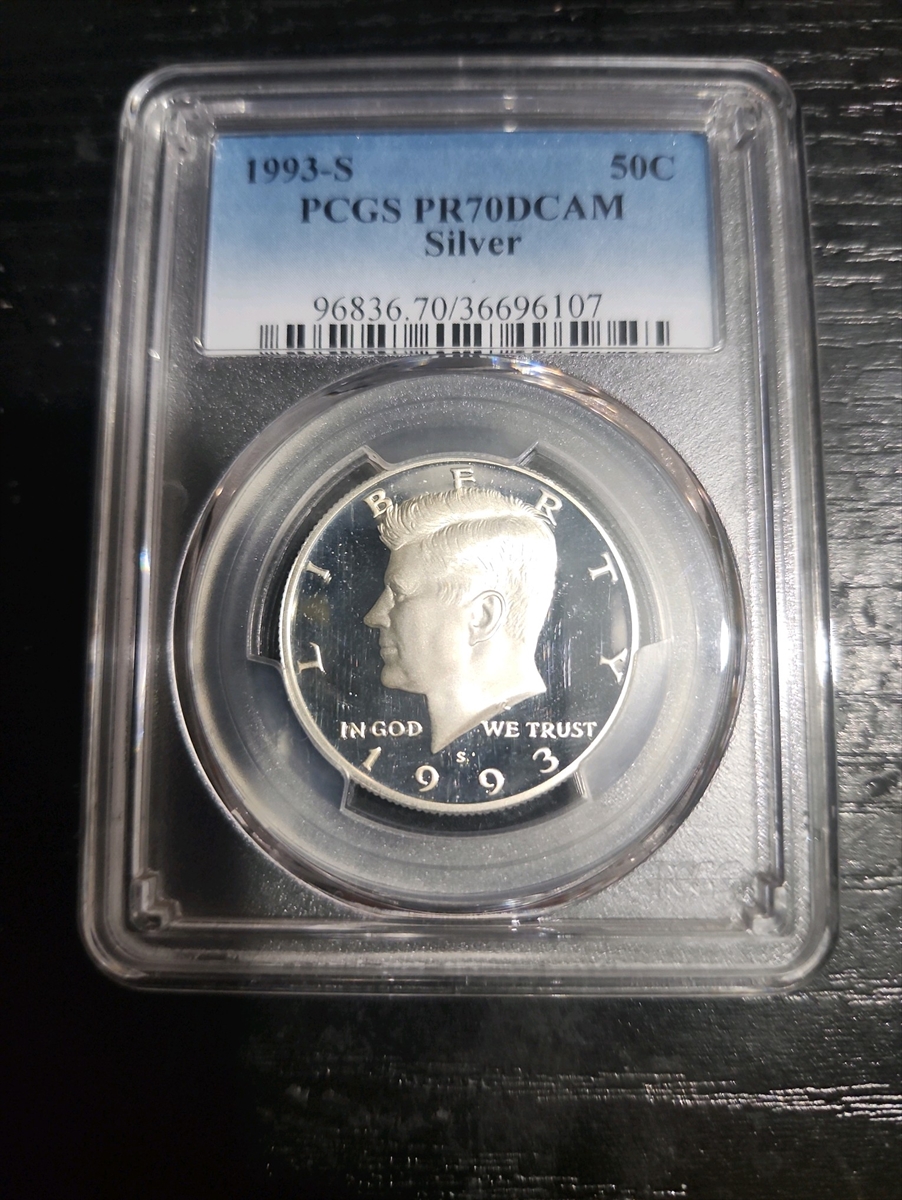 1993-S 50C
PCGS PR70DCAM
Silver
96836.70/36696107
LIBERTY
IN GOD WE TRUST
S
1993